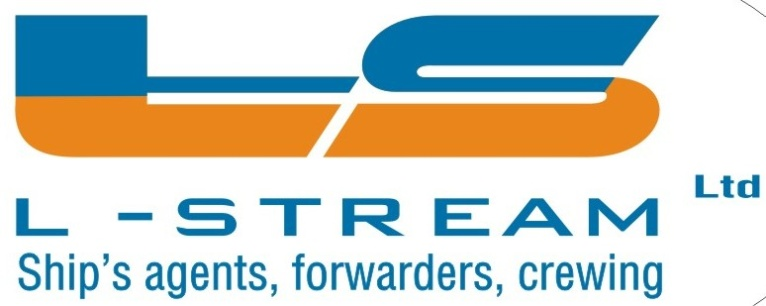 LS
L -STREAM
Ltd
Ship's agents, forwarders, crewing